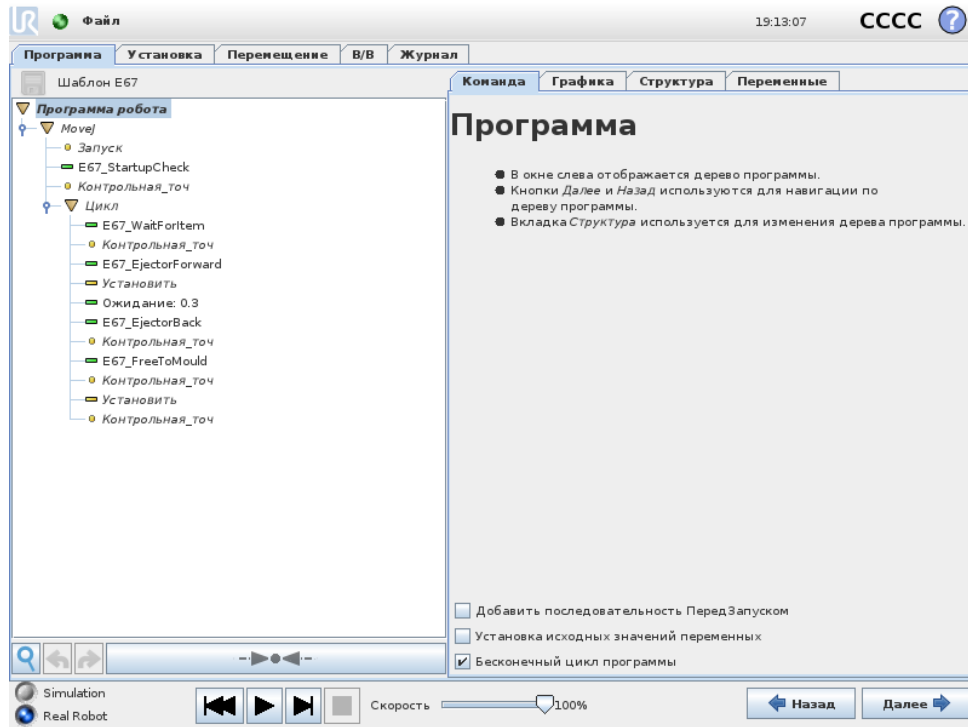 UR Файл 19:13:07 CCCC ?
Программа Установка Перемещение В/В Журнал
Шаблон E67
Команда Графика Структура Переменные
Программа робота
MoveJ
Запуск
E67_StartupCheck
Контрольная_точ
Цикл
E67_WaitForItem
Контрольная_точ
E67_EjectorForward
Установить
Ожидание: 0.3
E67_EjectorBack
Контрольная_точ
E67_FreeToMould
Контрольная_точ
Установить
Контрольная_точ
Программа
В окне слева отображается дерево программы.
Кнопки Далее и Назад используются для навигации по
дереву программы.
Вкладка Структура используется для изменения дерева программы.
Добавить последовательность ПередЗапуском
Установка исходных значений переменных
Бесконечный цикл программы
Simulation
Real Robot
Скорость 100%
Назад Далее